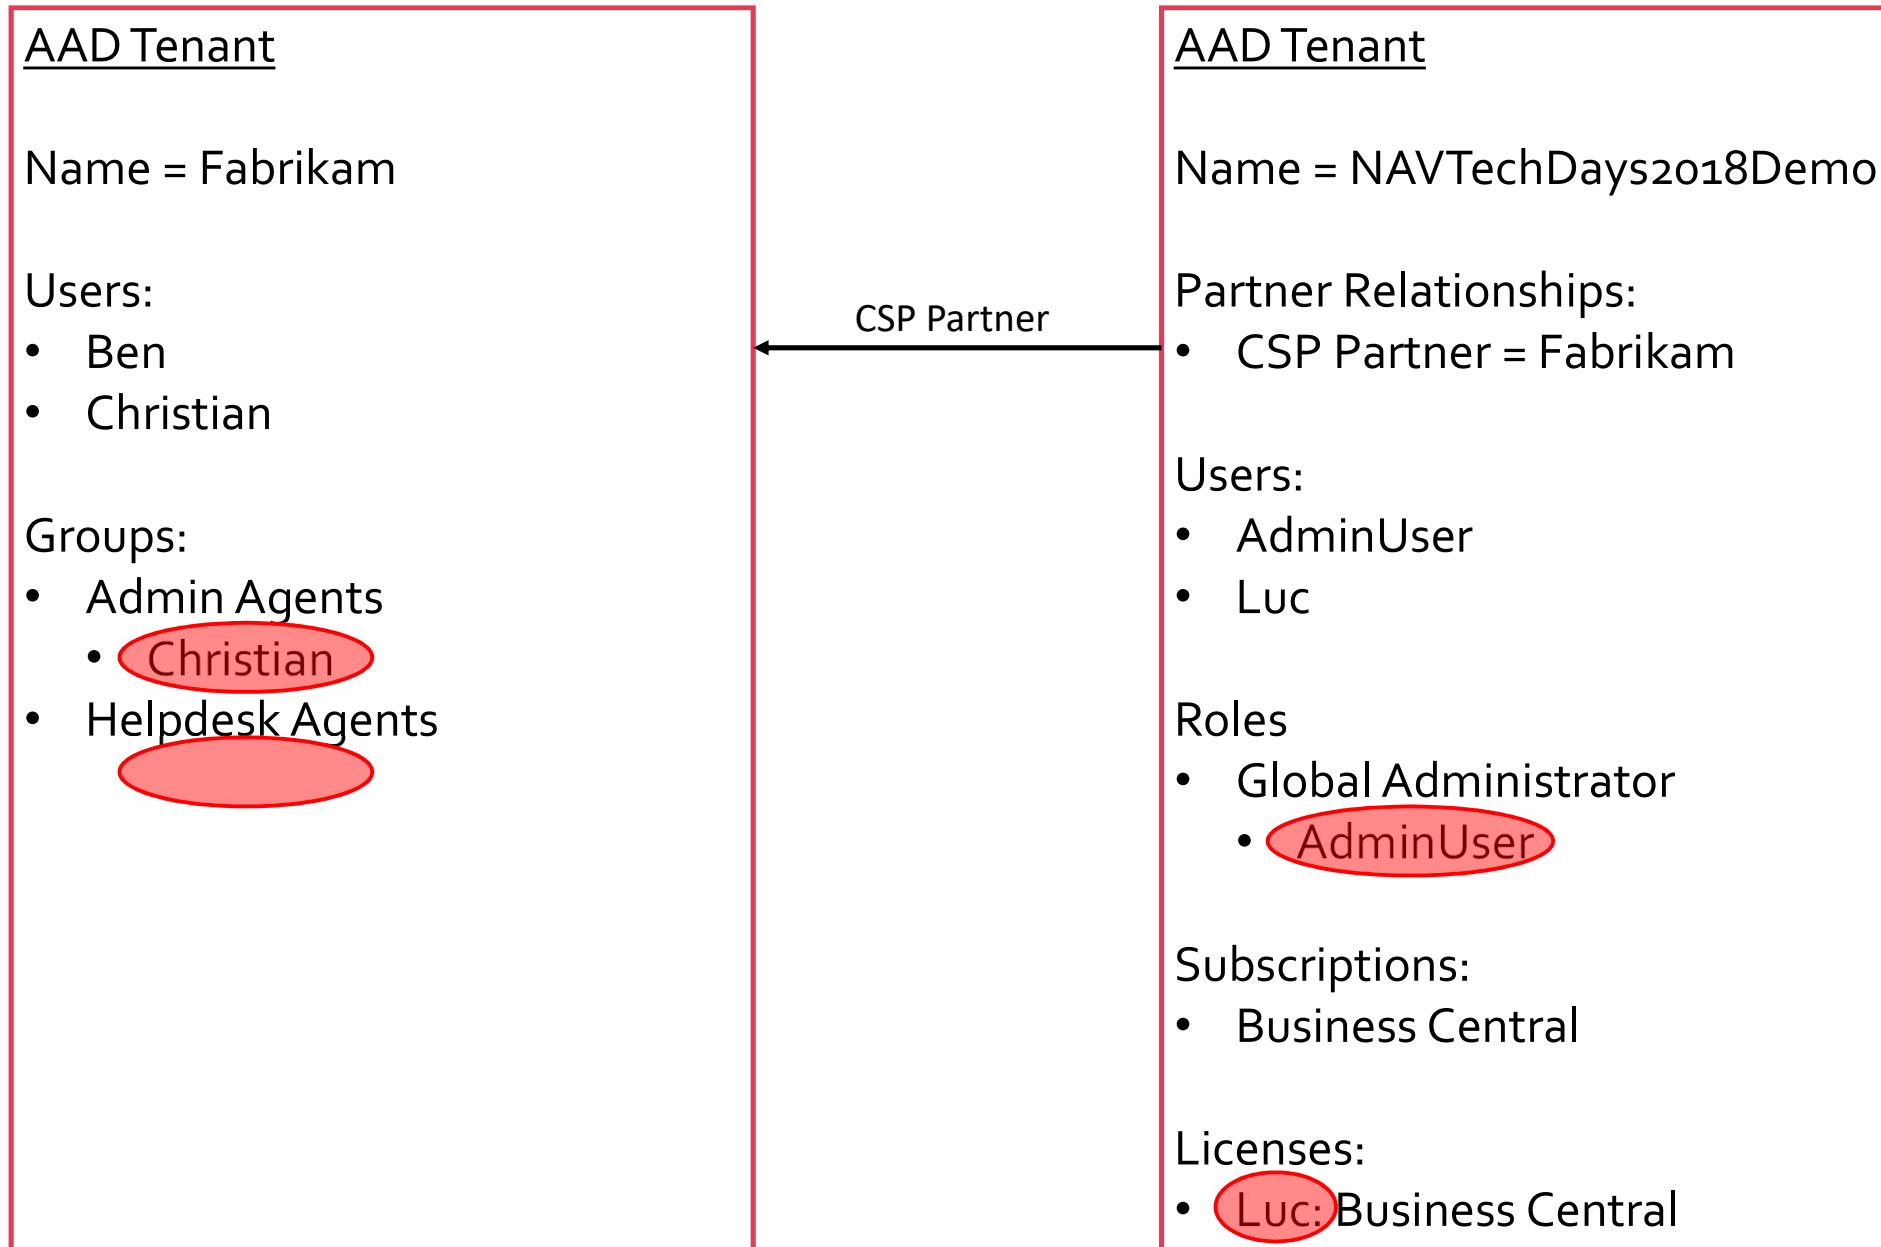 AAD Tenant
Name = Fabrikam
Users:
• Ben
• Christian
Groups:
• Admin Agents
• Christian
• Helpdesk Agents
CSP Partner
AAD Tenant
Name = NAVTechDays2018Demo
Partner Relationships:
• CSP Partner = Fabrikam
Users:
• AdminUser
• Luc
Roles
• Global Administrator
• AdminUser
Subscriptions:
• Business Central
Licenses:
• Luc: Business Central